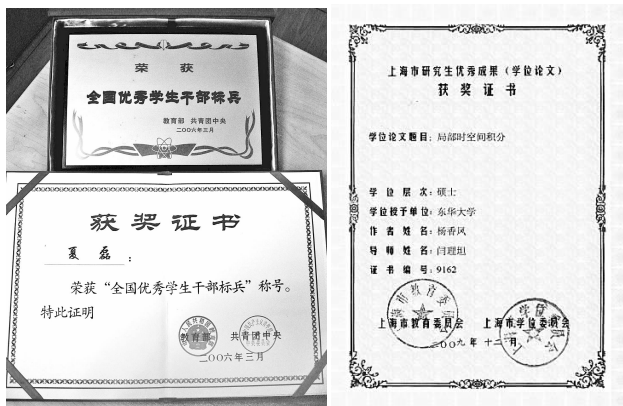 荣 获
全国优秀学生干部标兵
教育部 共青团中央
二〇〇六年三月
获奖证书
夏 磊 ：
荣获“全国优秀学生干部标兵”称号。
特此证明
教育部 共青团中央
二〇〇六年三月
上海市研究生优秀成果（学位论文）
获奖证书
学位论文题目：局部时空间积分
学位层次：硕士
学位授予单位：东华大学
作者姓名：杨香凤
导师姓名：闫理坦
证书编号：9162
上海市教育委员会 上海市学位委员会
二〇〇九年十二月